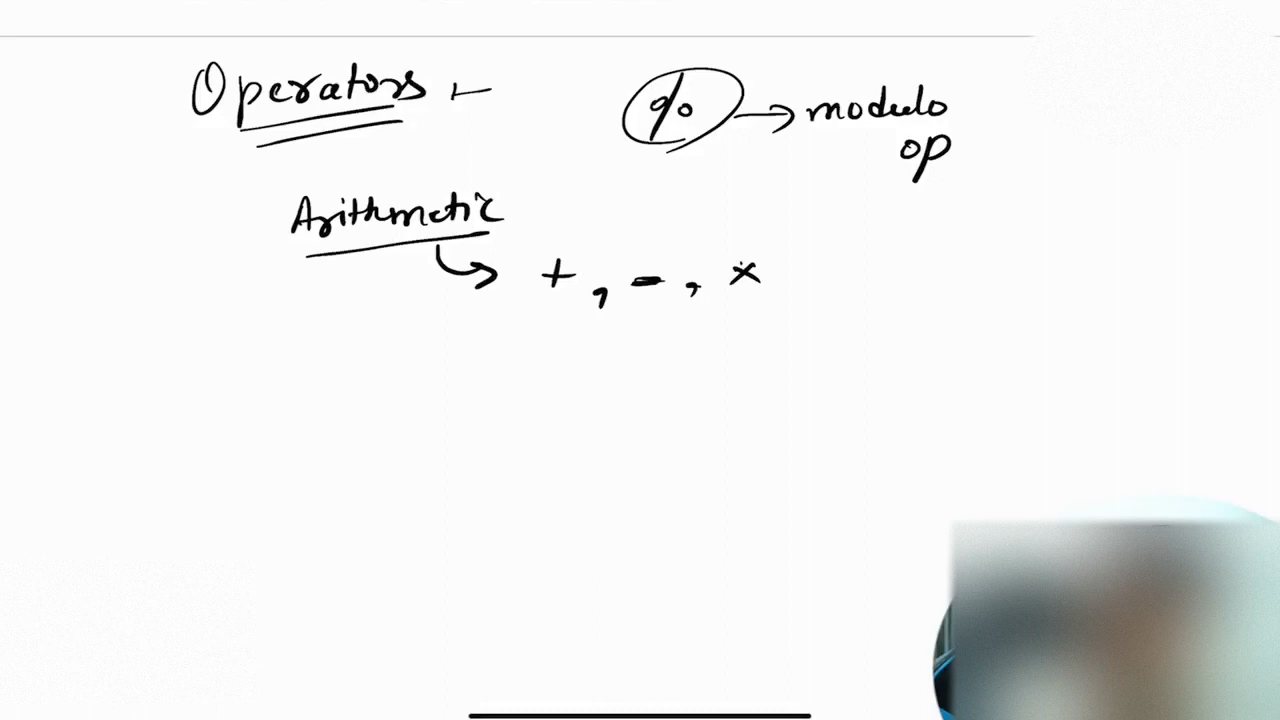 Operators :-
% → modulo
op
Arithmetic
↳ +, -, ×